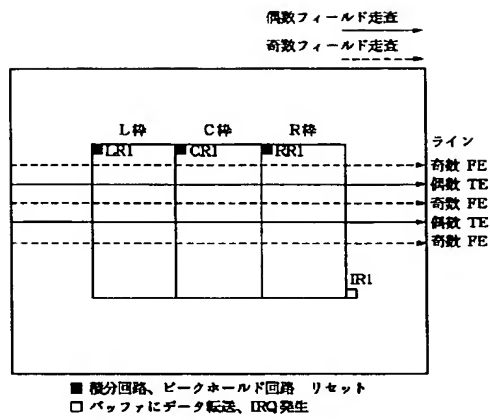 偶数フィールド走査
奇数フィールド走査
L枠 C枠 R枠
LR1 CR1 RR1
ライン
奇数 FE
偶数 TE
奇数 FE
偶数 TE
奇数 FE
IR1
■ 積分回路、ピークホールド回路 リセット
□ バッファにデータ転送、IRQ発生